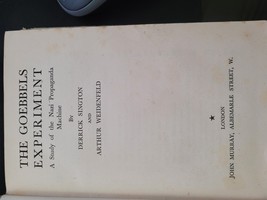 THE GOEBBELS
EXPERIMENT
A Study of the Nazi Propaganda
Machine
By
DERRICK SINGTON
AND
ARTHUR WEIDENFELD
LONDON
JOHN MURRAY, ALBEMARLE STREET, W.